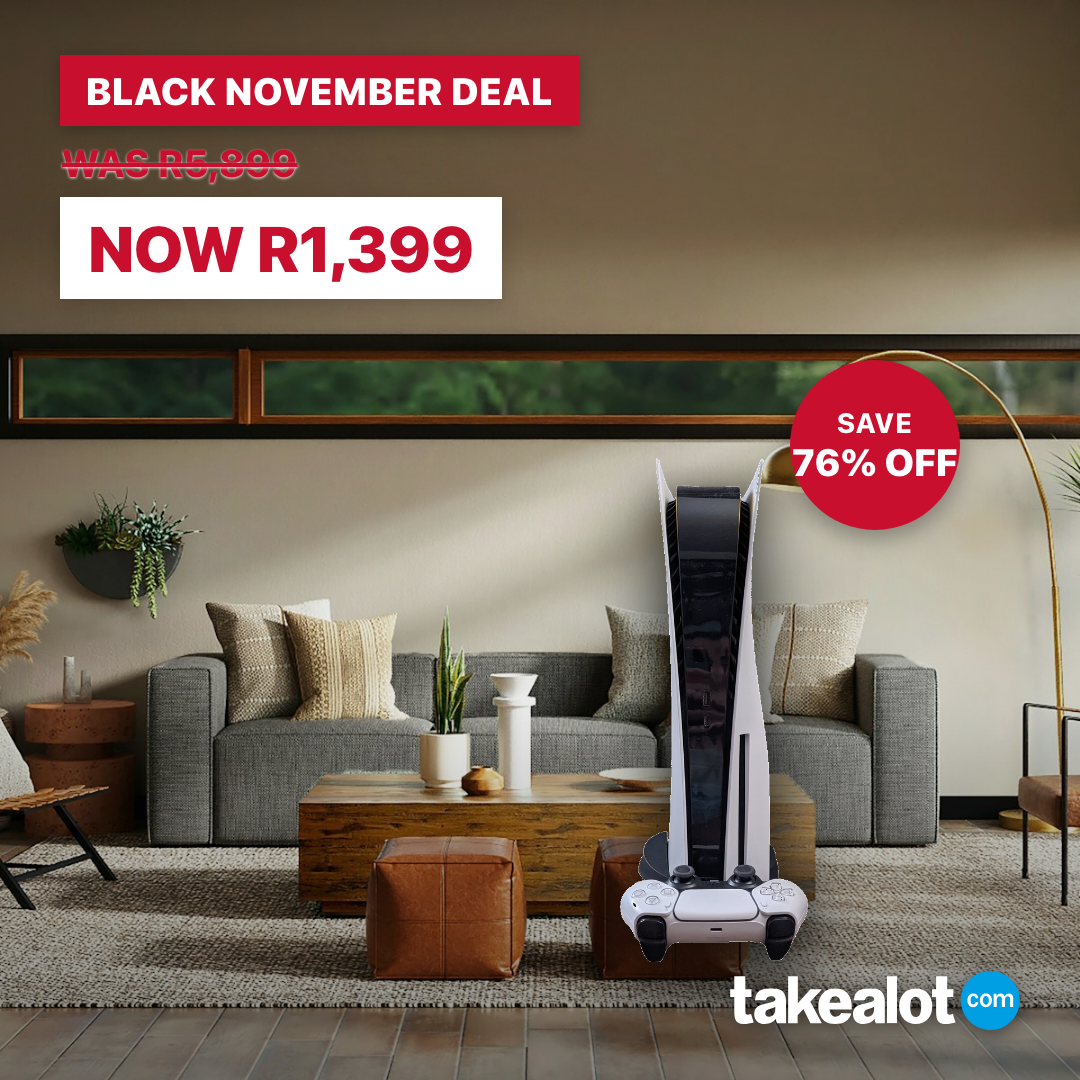 BLACK NOVEMBER DEAL
WAS R5,899
NOW R1,399
SAVE
76% OFF
takealot com